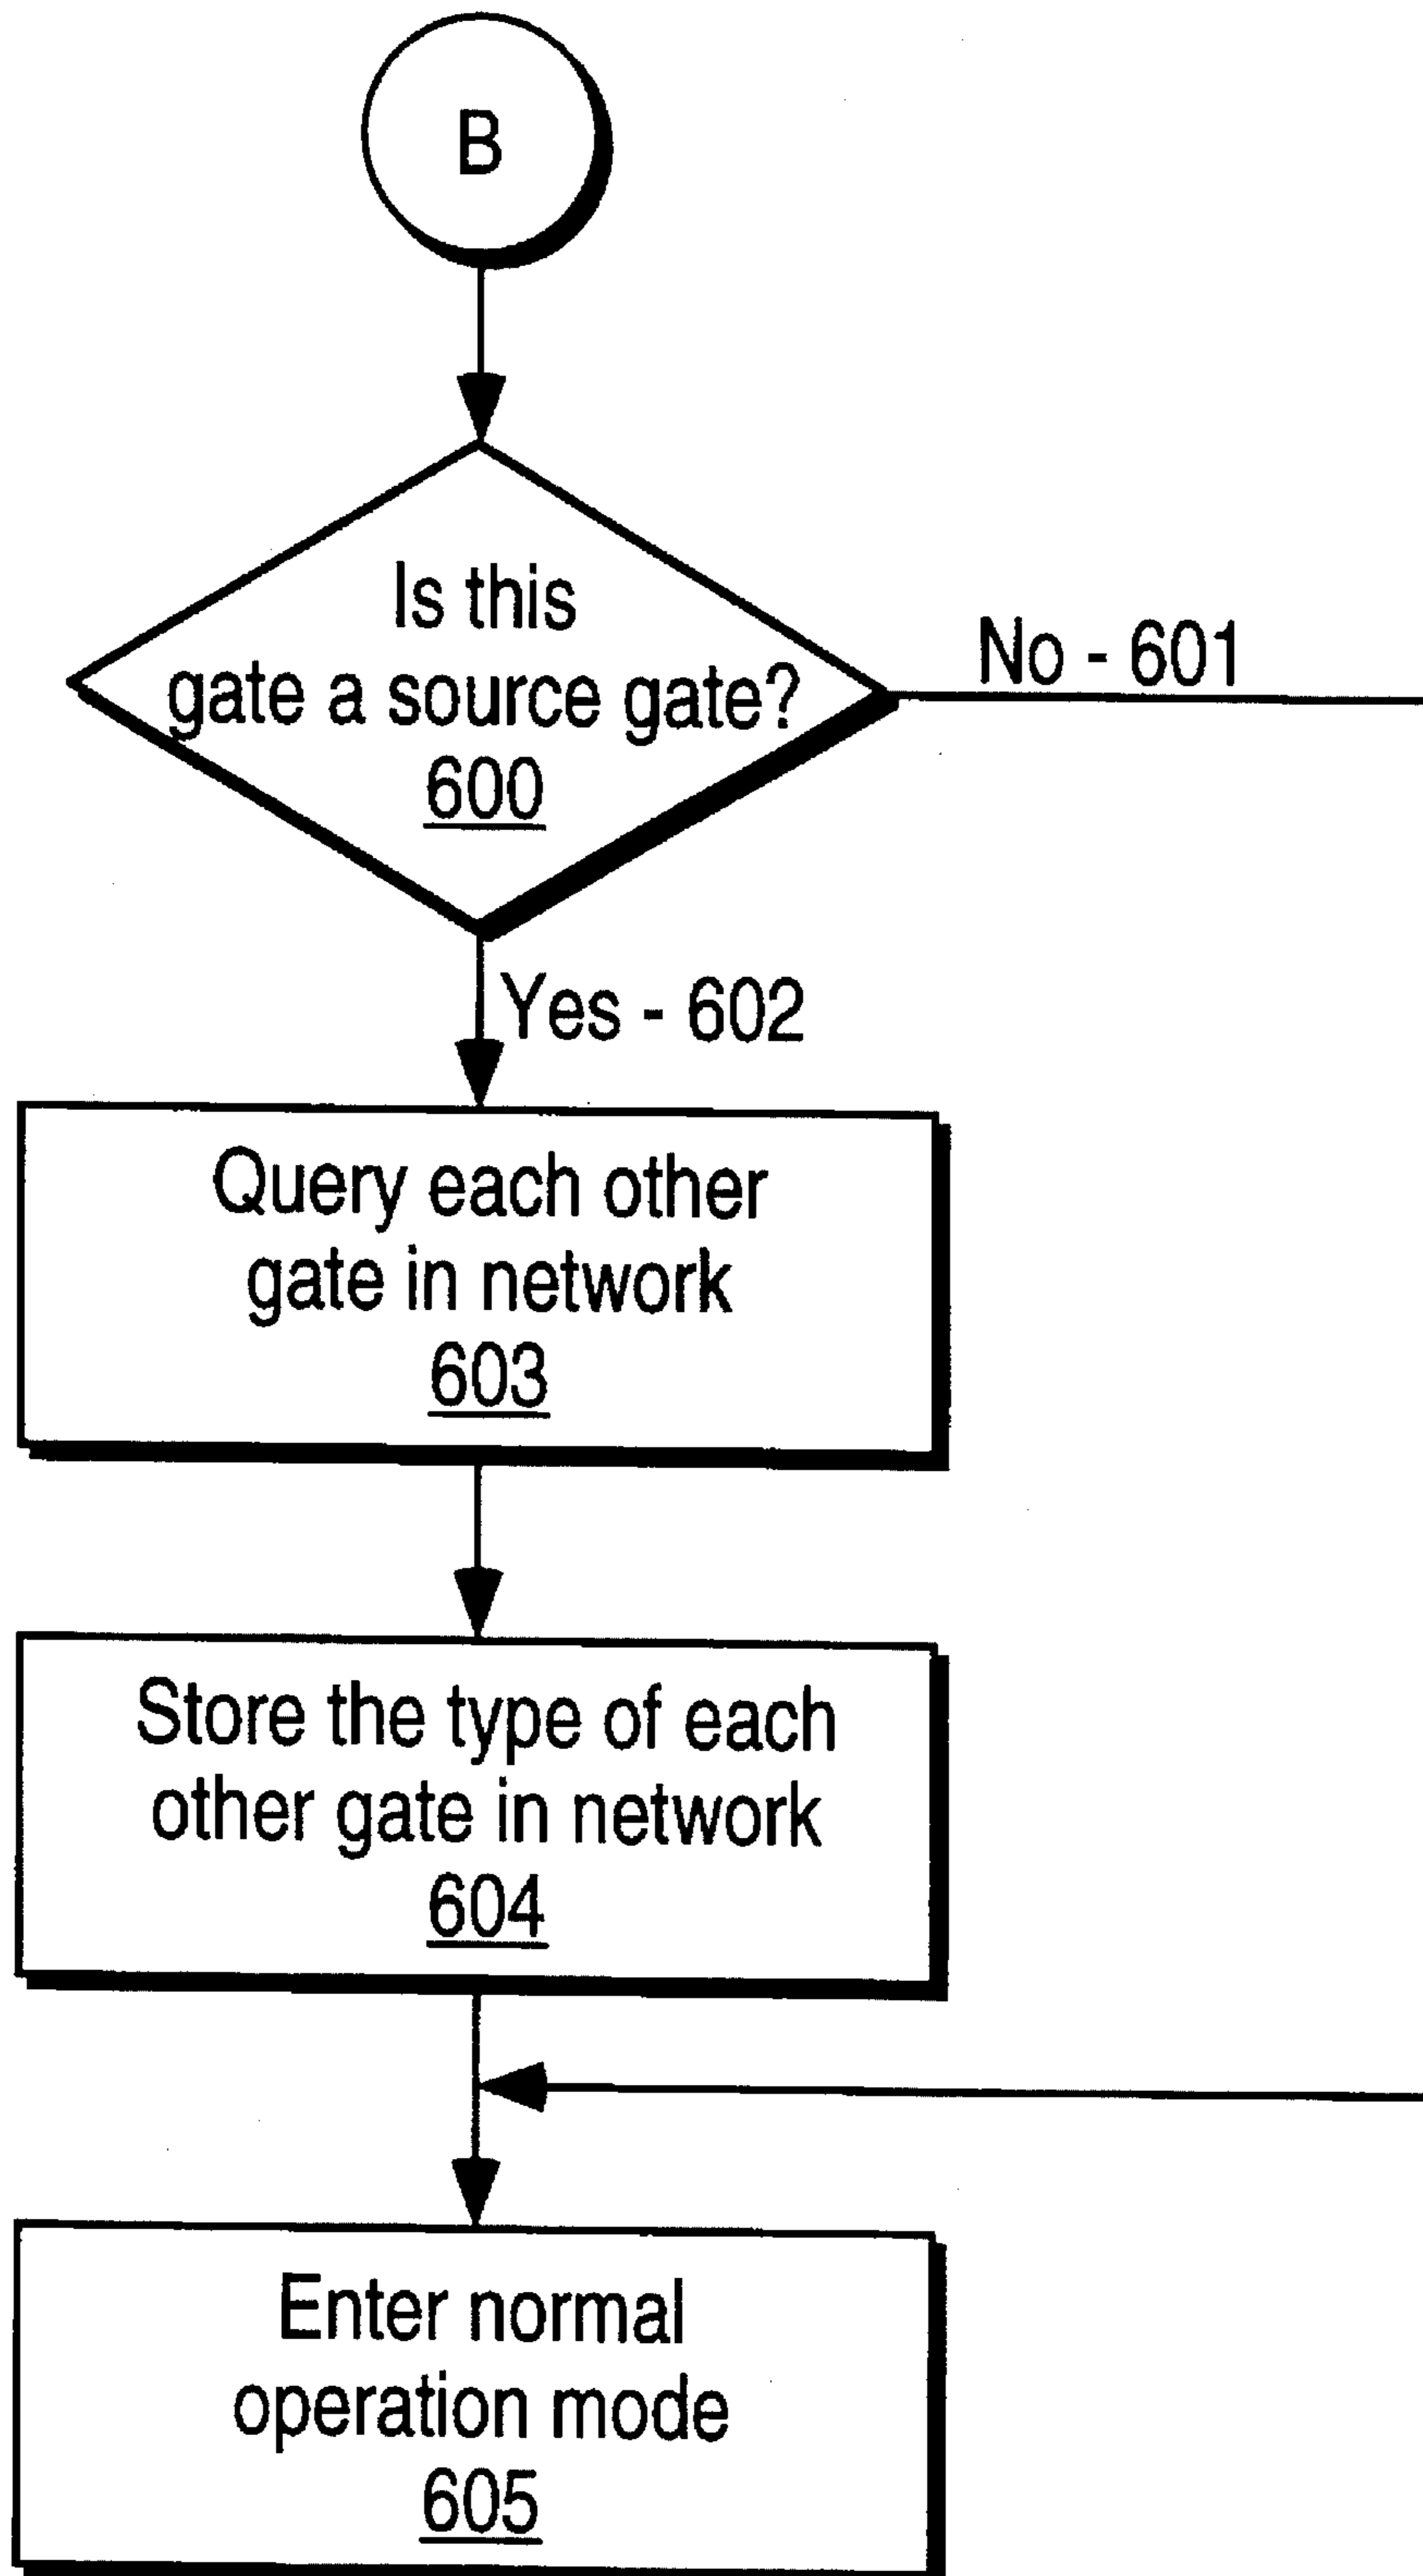 B
Is this
gate a source gate?
600
No - 601
Yes - 602
Query each other
gate in network
603
Store the type of each
other gate in network
604
Enter normal
operation mode
605